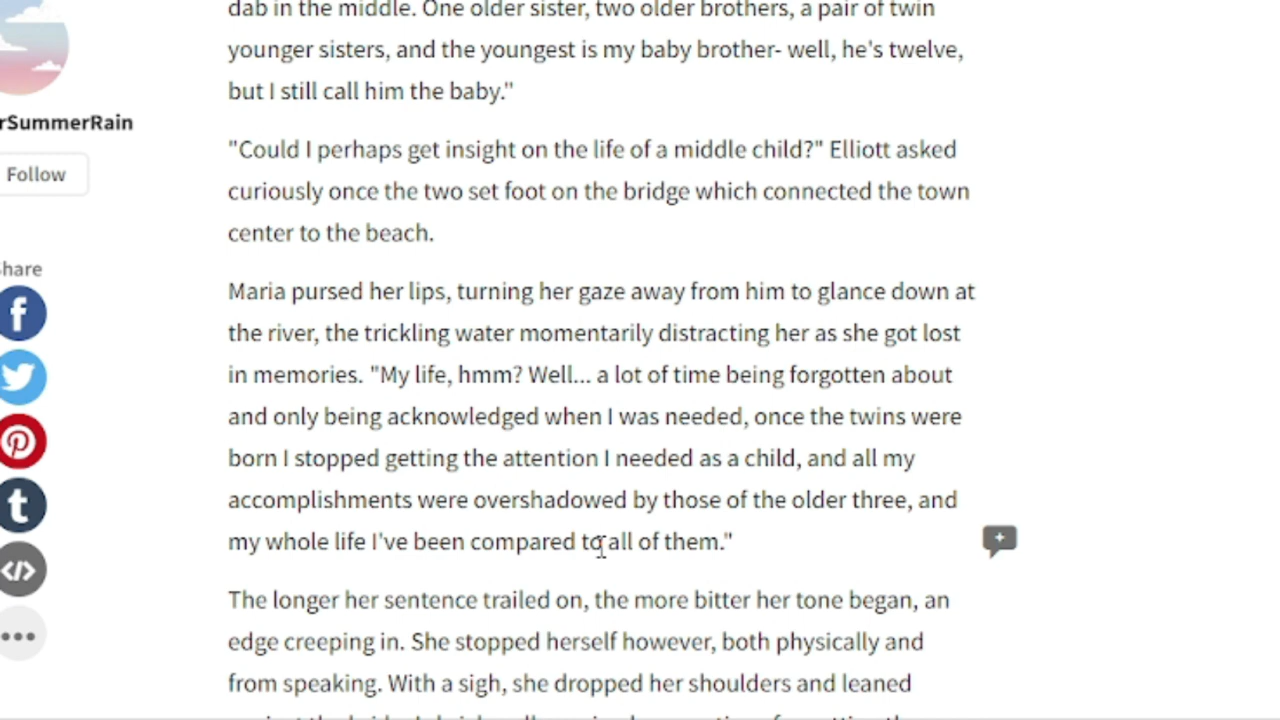 dab in the middle. One older sister, two older brothers, a pair of twin
younger sisters, and the youngest is my baby brother- well, he's twelve,
but I still call him the baby."
rSummerRain
Follow
"Could I perhaps get insight on the life of a middle child?" Elliott asked
curiously once the two set foot on the bridge which connected the town
center to the beach.
Share
Maria pursed her lips, turning her gaze away from him to glance down at
the river, the trickling water momentarily distracting her as she got lost
in memories. "My life, hmm? Well... a lot of time being forgotten about
and only being acknowledged when I was needed, once the twins were
born I stopped getting the attention I needed as a child, and all my
accomplishments were overshadowed by those of the older three, and
my whole life I've been compared to all of them."
The longer her sentence trailed on, the more bitter her tone began, an
edge creeping in. She stopped herself however, both physically and
from speaking. With a sigh, she dropped her shoulders and leaned